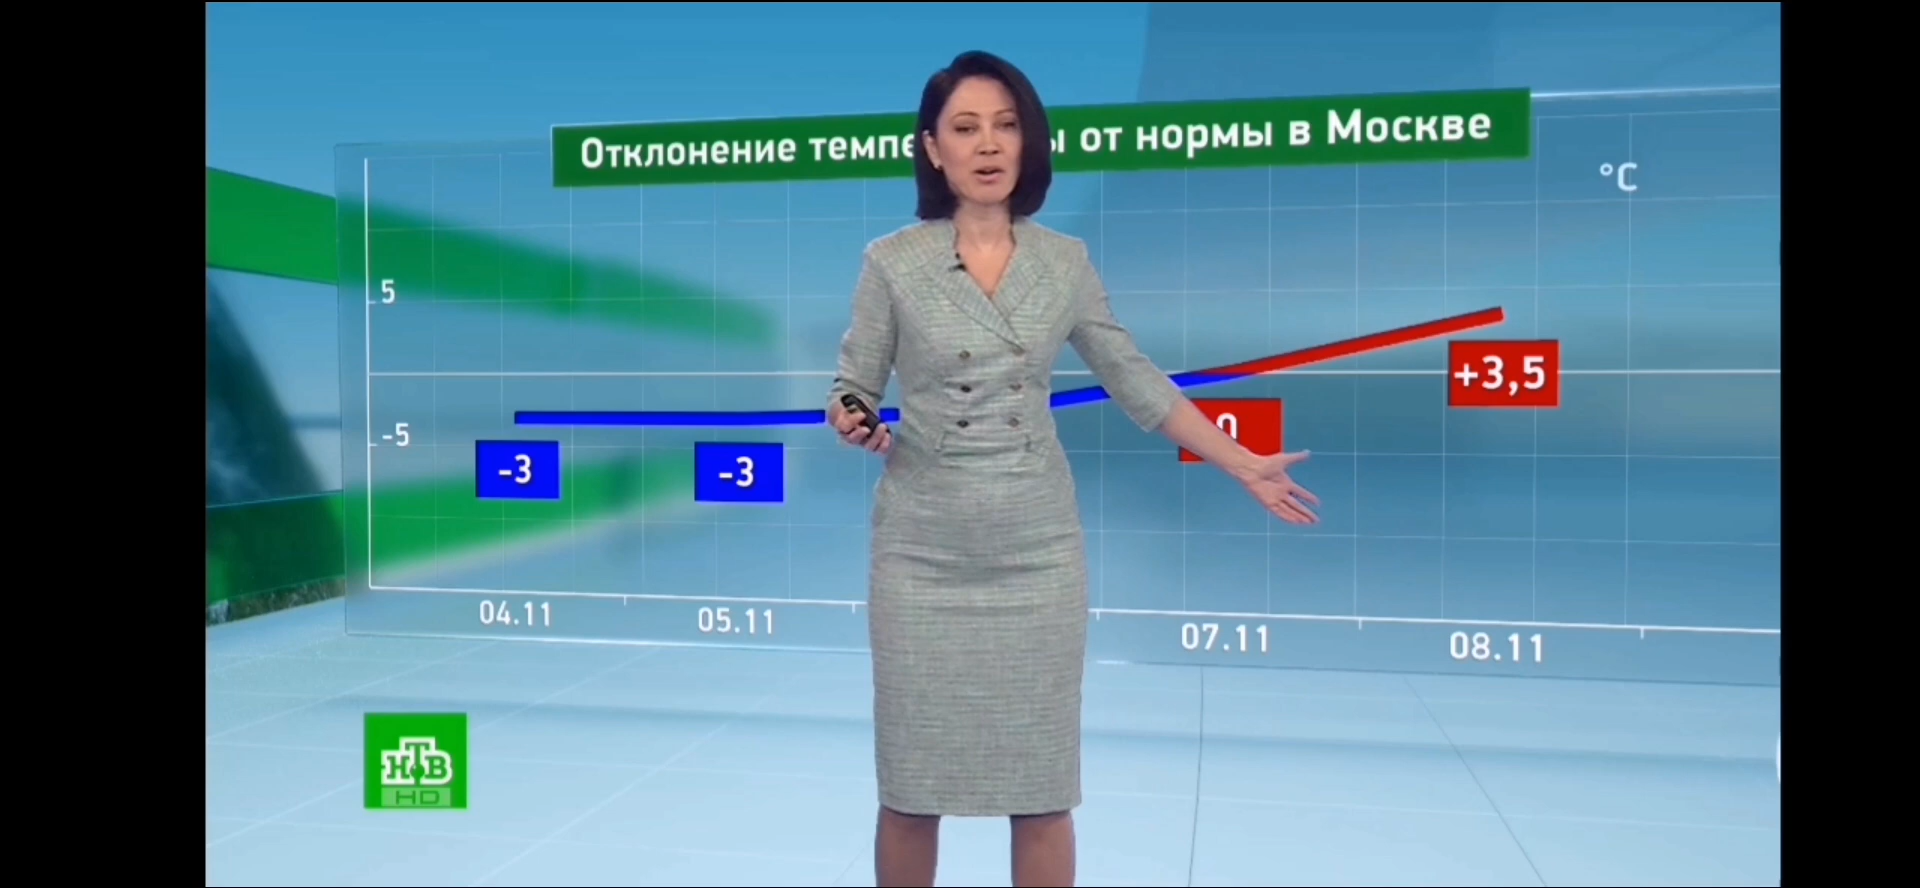 Отклонение от нормы в Москве
°C
5
-5
-3
-3
0
+3,5
04.11
05.11
07.11
08.11
НТВ
HD